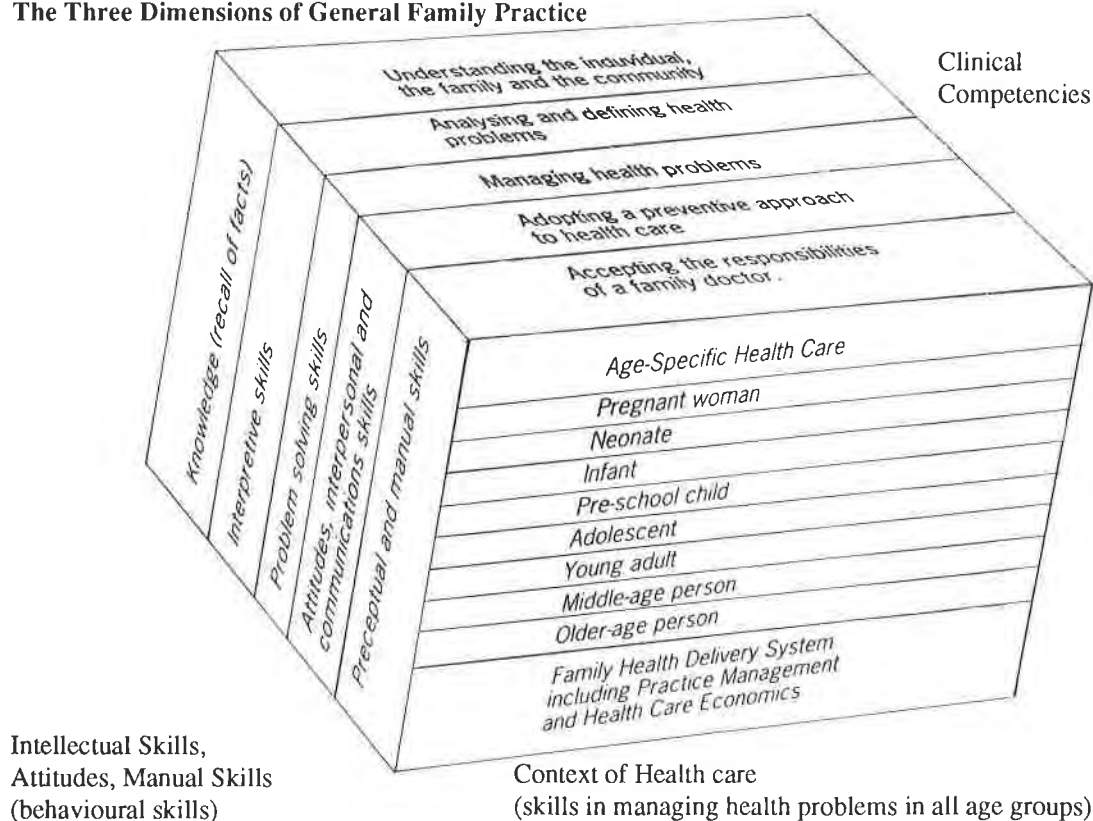 The Three Dimensions of General Family Practice
Clinical
Competencies
Understanding the induvidual,
the family and the community
Analysing and defining health
problems
Managing health problems
Adopting a preventive approach
to health care
Accepting the responsibilities
of a family doctor.
Knowledge (recall of facts)
Interpretive skills
Problem solving skills
Attitudes, interpersonal and
communications skills
Preceptual and manual skills
Age-Specific Health Care
Pregnant woman
Neonate
Infant
Pre-school child
Adolescent
Young adult
Middle-age person
Older-age person
Family Health Delivery System
including Practice Management
and Health Care Economics
Intellectual Skills,
Attitudes, Manual Skills
(behavioural skills)
Context of Health care
(skills in managing health problems in all age groups)